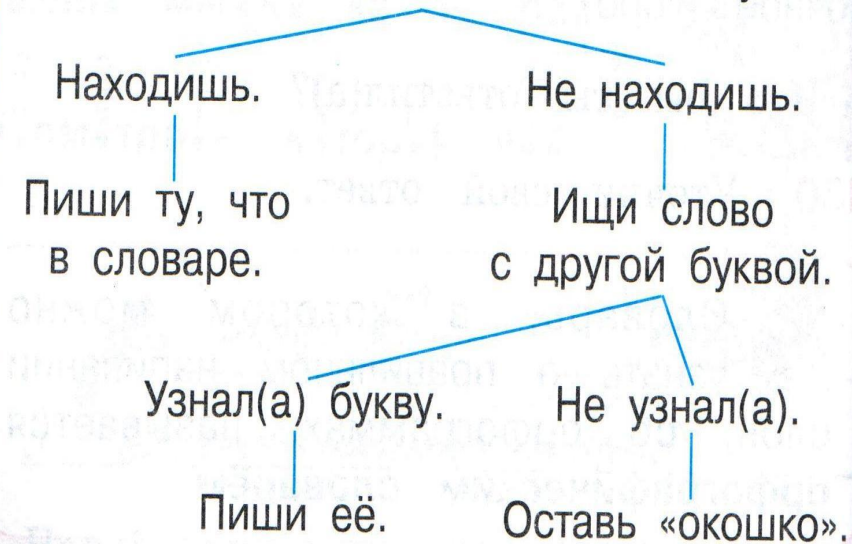 Находишь. Не находишь.
Пиши ту, что
в словаре.
Ищи слово
с другой буквой.
Узнал(а) букву. Не узнал(а).
Пиши её. Оставь «окошко».